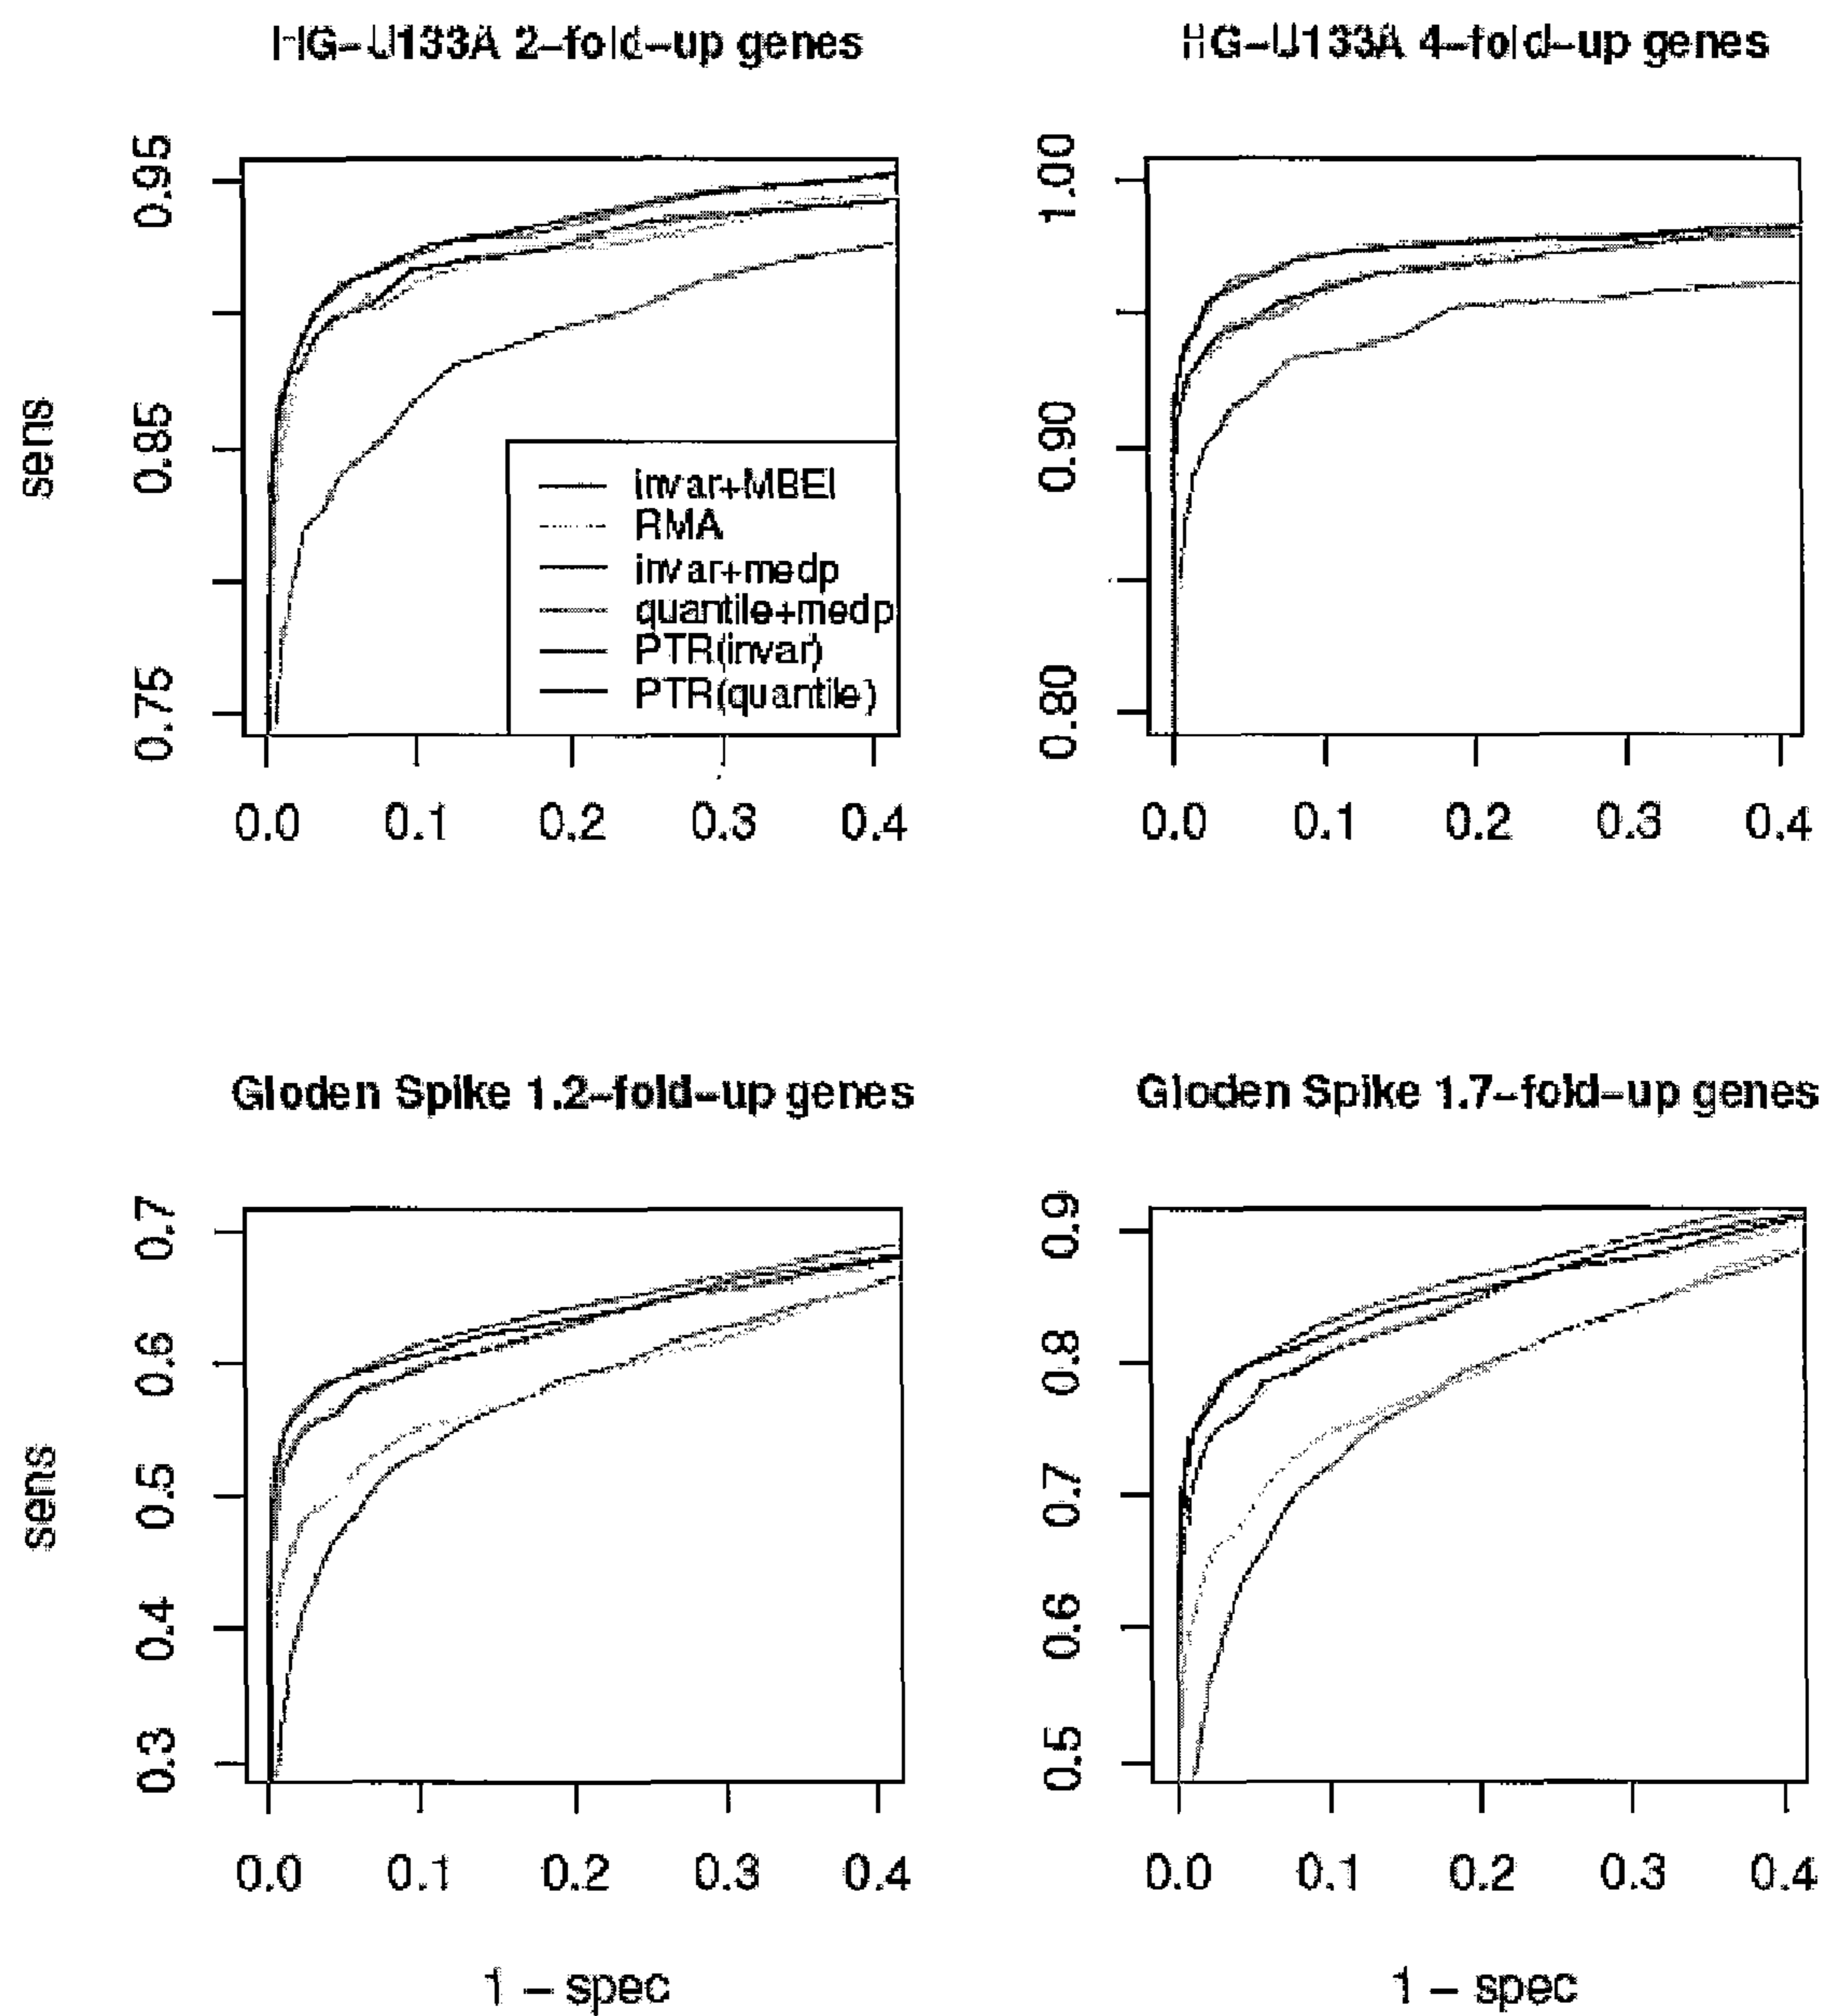 HG-U133A 2-fold-up genes
HG-U133A 4-fold-up genes
sens
0.95
0.85
0.75
1.00
0.90
0.80
invar+MBEI
RMA
invar+medp
quantile+medp
PTR(invar)
PTR(quantile)
0.0 0.1 0.2 0.3 0.4
0.0 0.1 0.2 0.3 0.4
Gloden Spike 1.2-fold-up genes
Gloden Spike 1.7-fold-up genes
sens
0.7
0.6
0.5
0.4
0.3
0.9
0.8
0.7
0.6
0.5
0.0 0.1 0.2 0.3 0.4
0.0 0.1 0.2 0.3 0.4
1 - spec
1 - spec